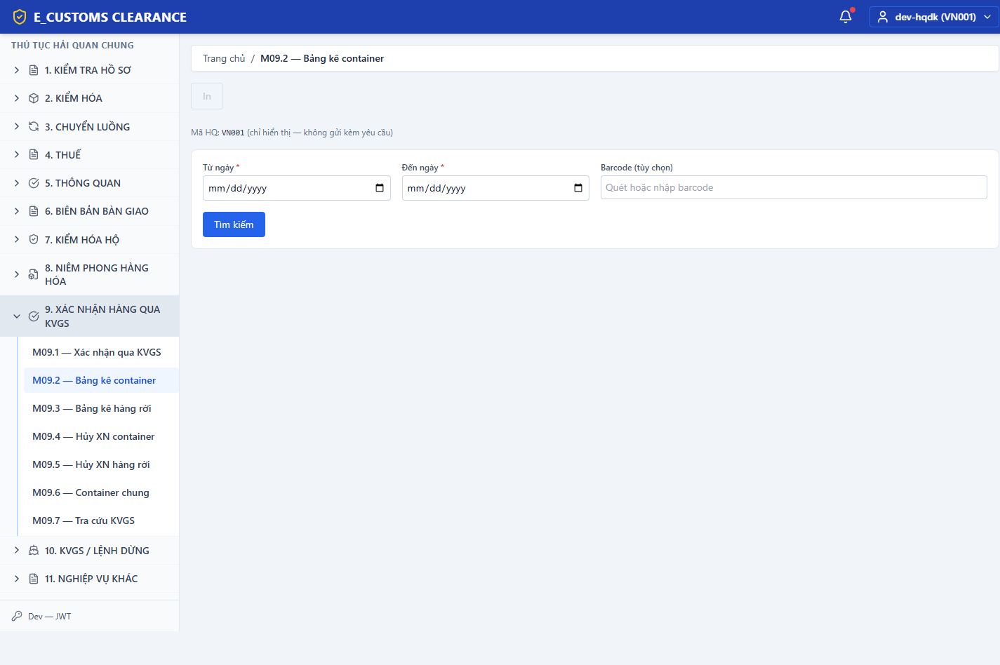 E_CUSTOMS CLEARANCE
dev-hqdk (VN001)
THỦ TỤC HẢI QUAN CHUNG
1. KIỂM TRA HỒ SƠ
2. KIỂM HÓA
3. CHUYỂN LUỒNG
4. THUẾ
5. THÔNG QUAN
6. BIÊN BẢN BÀN GIAO
7. KIỂM HÓA HỘ
8. NIÊM PHONG HÀNG
HÓA
9. XÁC NHẬN HÀNG QUA
KVGS
M09.1 — Xác nhận qua KVGS
M09.2 — Bảng kê container
M09.3 — Bảng kê hàng rời
M09.4 — Hủy XN container
M09.5 — Hủy XN hàng rời
M09.6 — Container chung
M09.7 — Tra cứu KVGS
10. KVGS / LỆNH DỪNG
11. NGHIỆP VỤ KHÁC
Dev — JWT
Trang chủ / M09.2 — Bảng kê container
In
Mã HQ: VN001 (chỉ hiển thị — không gửi kèm yêu cầu)
Từ ngày * Đến ngày * Barcode (tùy chọn)
mm/dd/yyyy mm/dd/yyyy Quét hoặc nhập barcode
Tìm kiếm